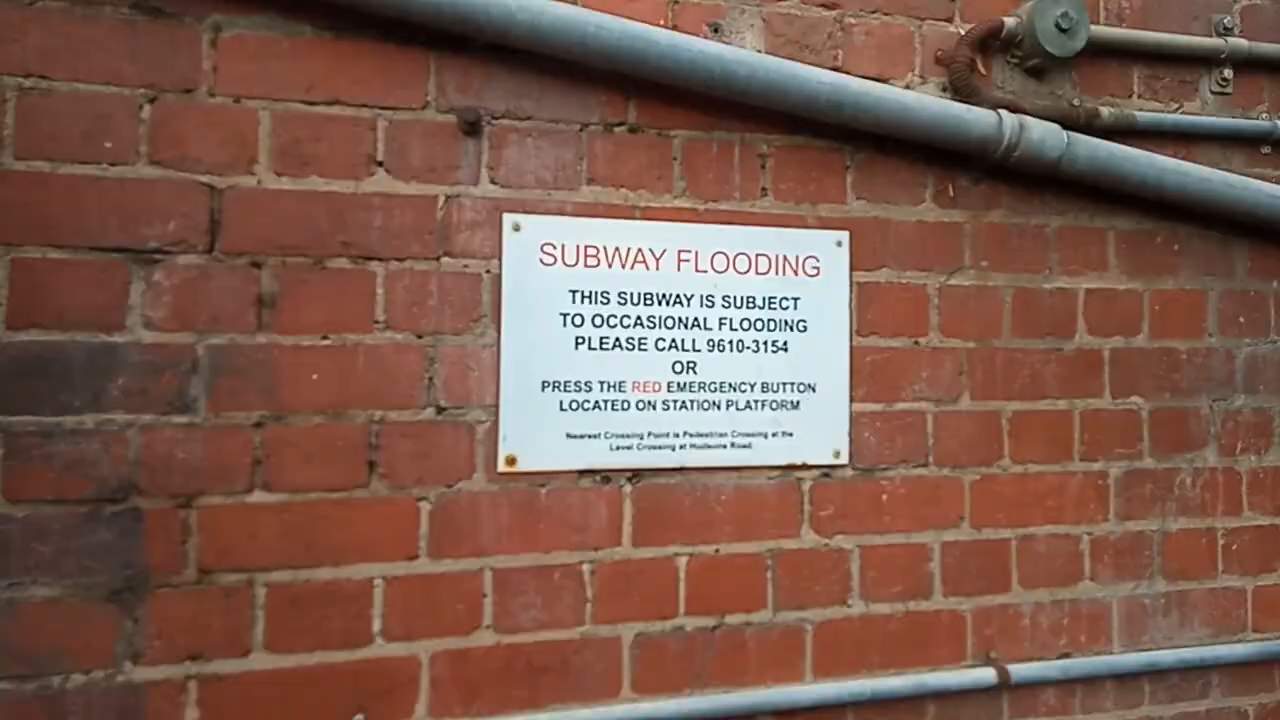 SUBWAY FLOODING
THIS SUBWAY IS SUBJECT
TO OCCASIONAL FLOODING
PLEASE CALL 9610-3154
OR
PRESS THE RED EMERGENCY BUTTON
LOCATED ON STATION PLATFORM
Nearest Crossing Point is Pedestrian Crossing at the
Level Crossing at Road